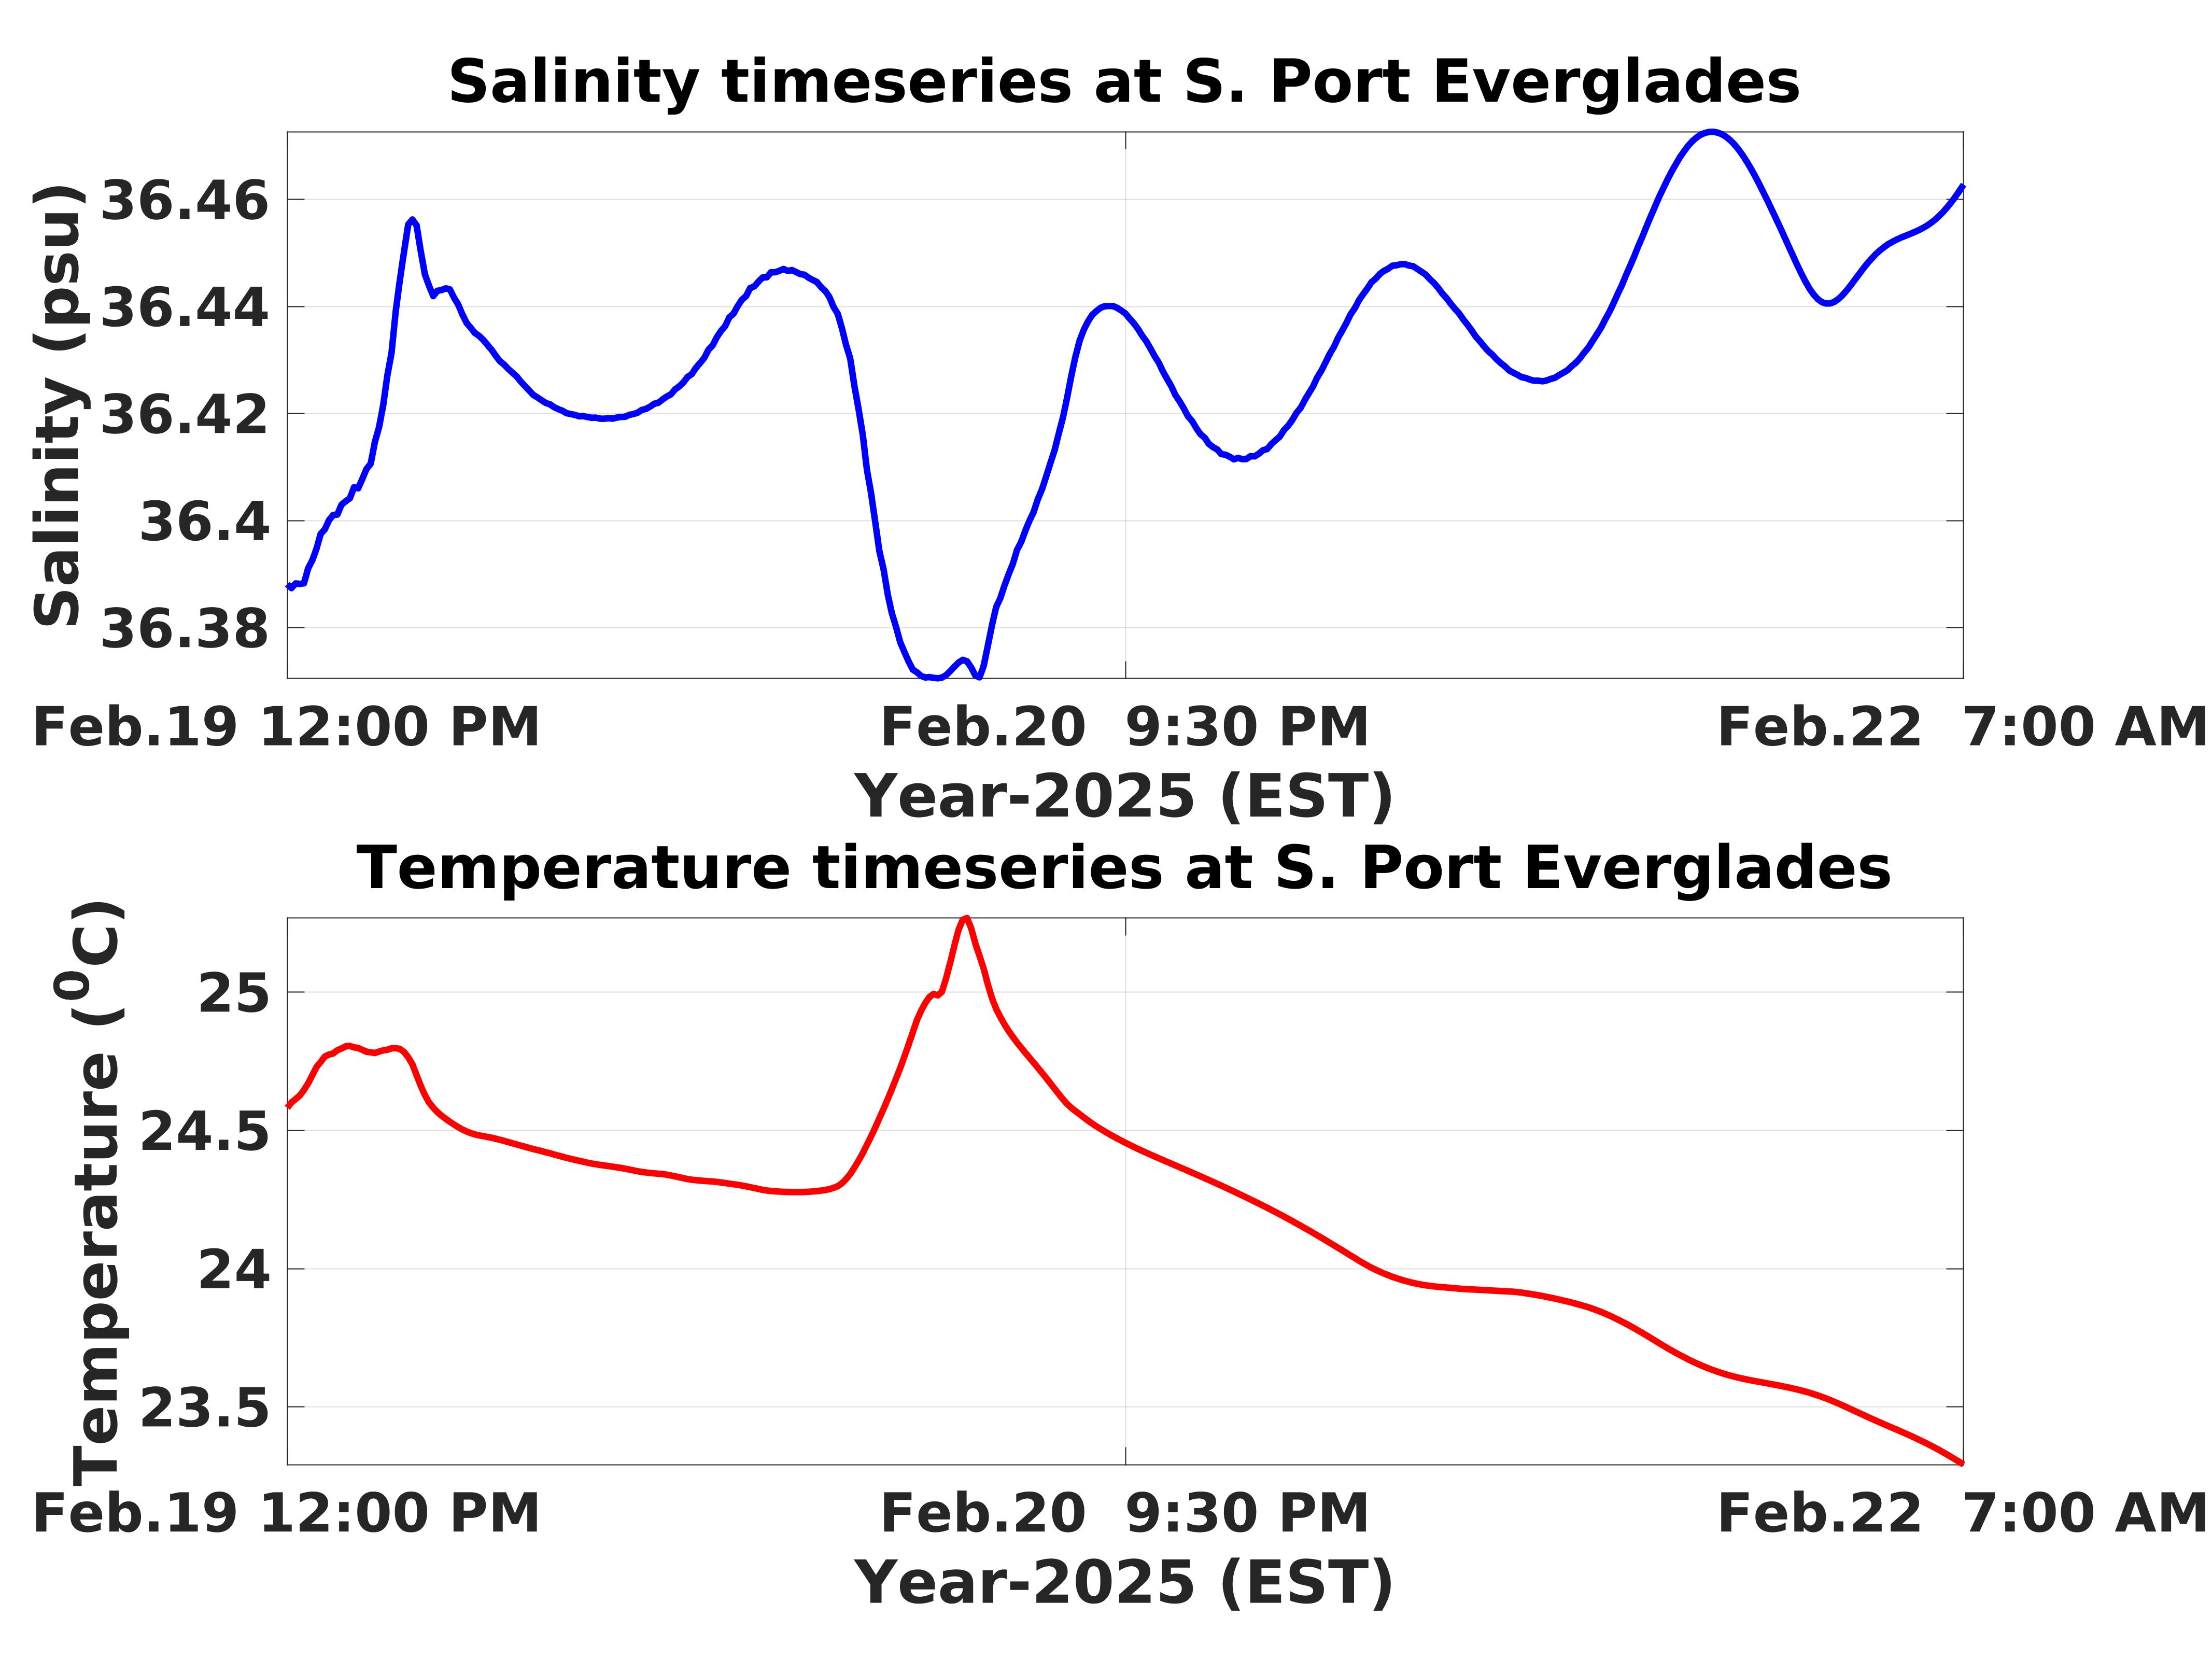 Salinity timeseries at S. Port Everglades
Salinity (psu)
36.46
36.44
36.42
36.4
36.38
Feb.19 12:00 PM Feb.20  9:30 PM Feb.22  7:00 AM
Year-2025 (EST)
Temperature timeseries at S. Port Everglades
Temperature (⁰C)
25
24.5
24
23.5
Feb.19 12:00 PM Feb.20  9:30 PM Feb.22  7:00 AM
Year-2025 (EST)